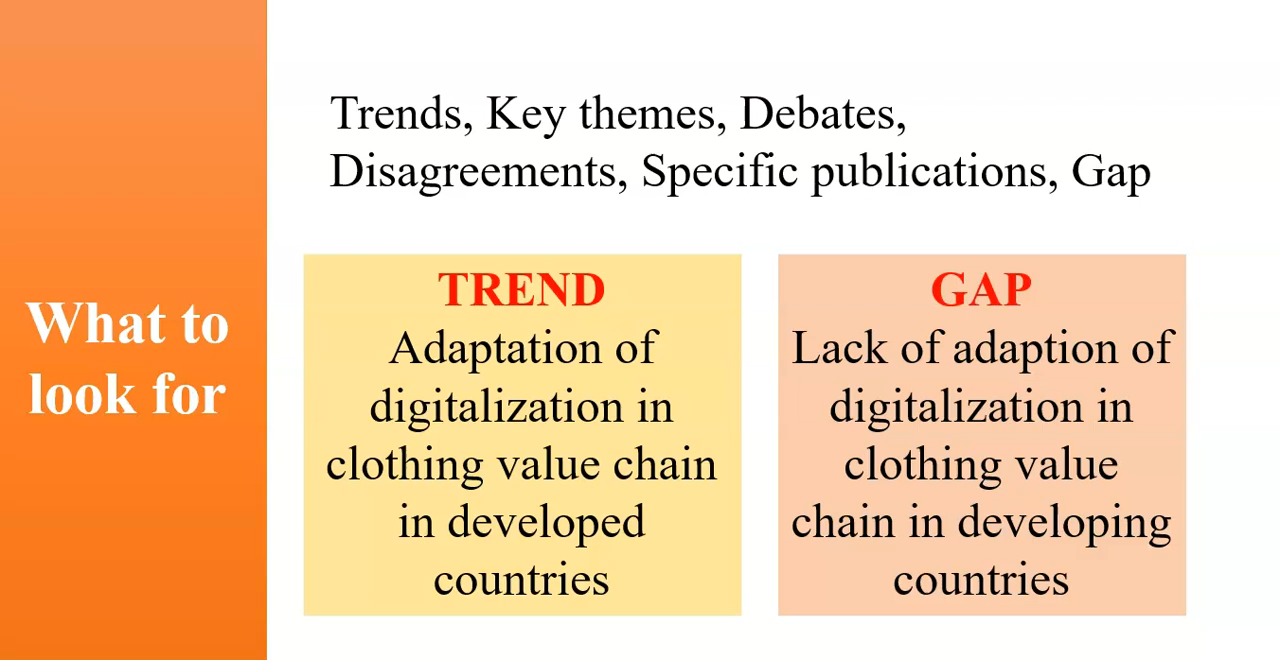 What to
look for
Trends, Key themes, Debates,
Disagreements, Specific publications, Gap
TREND
Adaptation of
digitalization in
clothing value chain
in developed
countries
GAP
Lack of adaption of
digitalization in
clothing value
chain in developing
countries